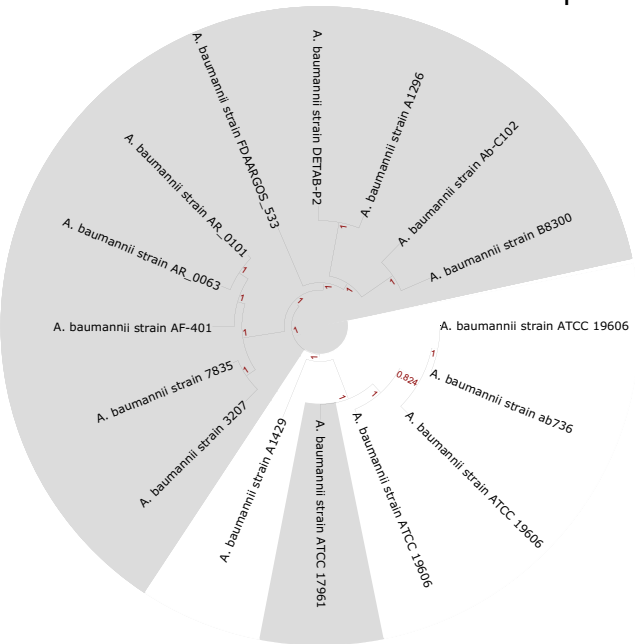 A. baumannii strain DETAB-P2
A. baumannii strain A1296
A. baumannii strain Ab-C102
A. baumannii strain B8300
A. baumannii strain ATCC 19606
A. baumannii strain ab736
A. baumannii strain ATCC 19606
A. baumannii strain ATCC 19606
A. baumannii strain ATCC 17961
A. baumannii strain A1429
A. baumannii strain 3207
A. baumannii strain 7835
A. baumannii strain AF-401
A. baumannii strain AR_0063
A. baumannii strain AR_0101
A. baumannii strain FDAARGOS_533
1
1
1
1
1
1
1
1
1
1
1
1
1
0.824
1